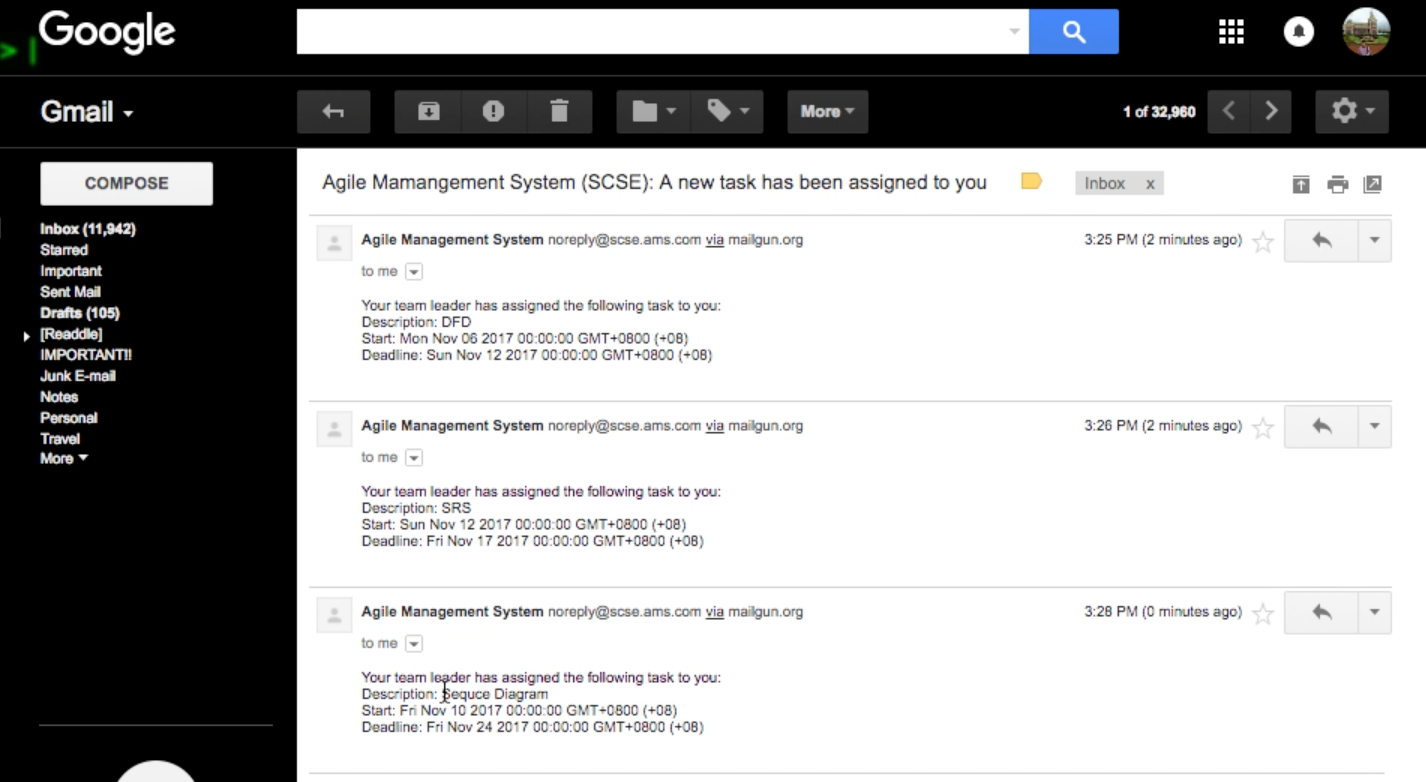 > |
Google
Gmail
More
1 of 32,960
COMPOSE
Inbox (11,942)
Starred
Important
Sent Mail
Drafts (105)
[Readdle]
IMPORTANT!!
Junk E-mail
Notes
Personal
Travel
More
Agile Mamangement System (SCSE): A new task has been assigned to you
Inbox x
Agile Management System noreply@scse.ams.com via mailgun.org 3:25 PM (2 minutes ago)
to me
Your team leader has assigned the following task to you:
Description: DFD
Start: Mon Nov 06 2017 00:00:00 GMT+0800 (+08)
Deadline: Sun Nov 12 2017 00:00:00 GMT+0800 (+08)
Agile Management System noreply@scse.ams.com via mailgun.org 3:26 PM (2 minutes ago)
to me
Your team leader has assigned the following task to you:
Description: SRS
Start: Sun Nov 12 2017 00:00:00 GMT+0800 (+08)
Deadline: Fri Nov 17 2017 00:00:00 GMT+0800 (+08)
Agile Management System noreply@scse.ams.com via mailgun.org 3:28 PM (0 minutes ago)
to me
Your team leader has assigned the following task to you:
Description: Sequce Diagram
Start: Fri Nov 10 2017 00:00:00 GMT+0800 (+08)
Deadline: Fri Nov 24 2017 00:00:00 GMT+0800 (+08)